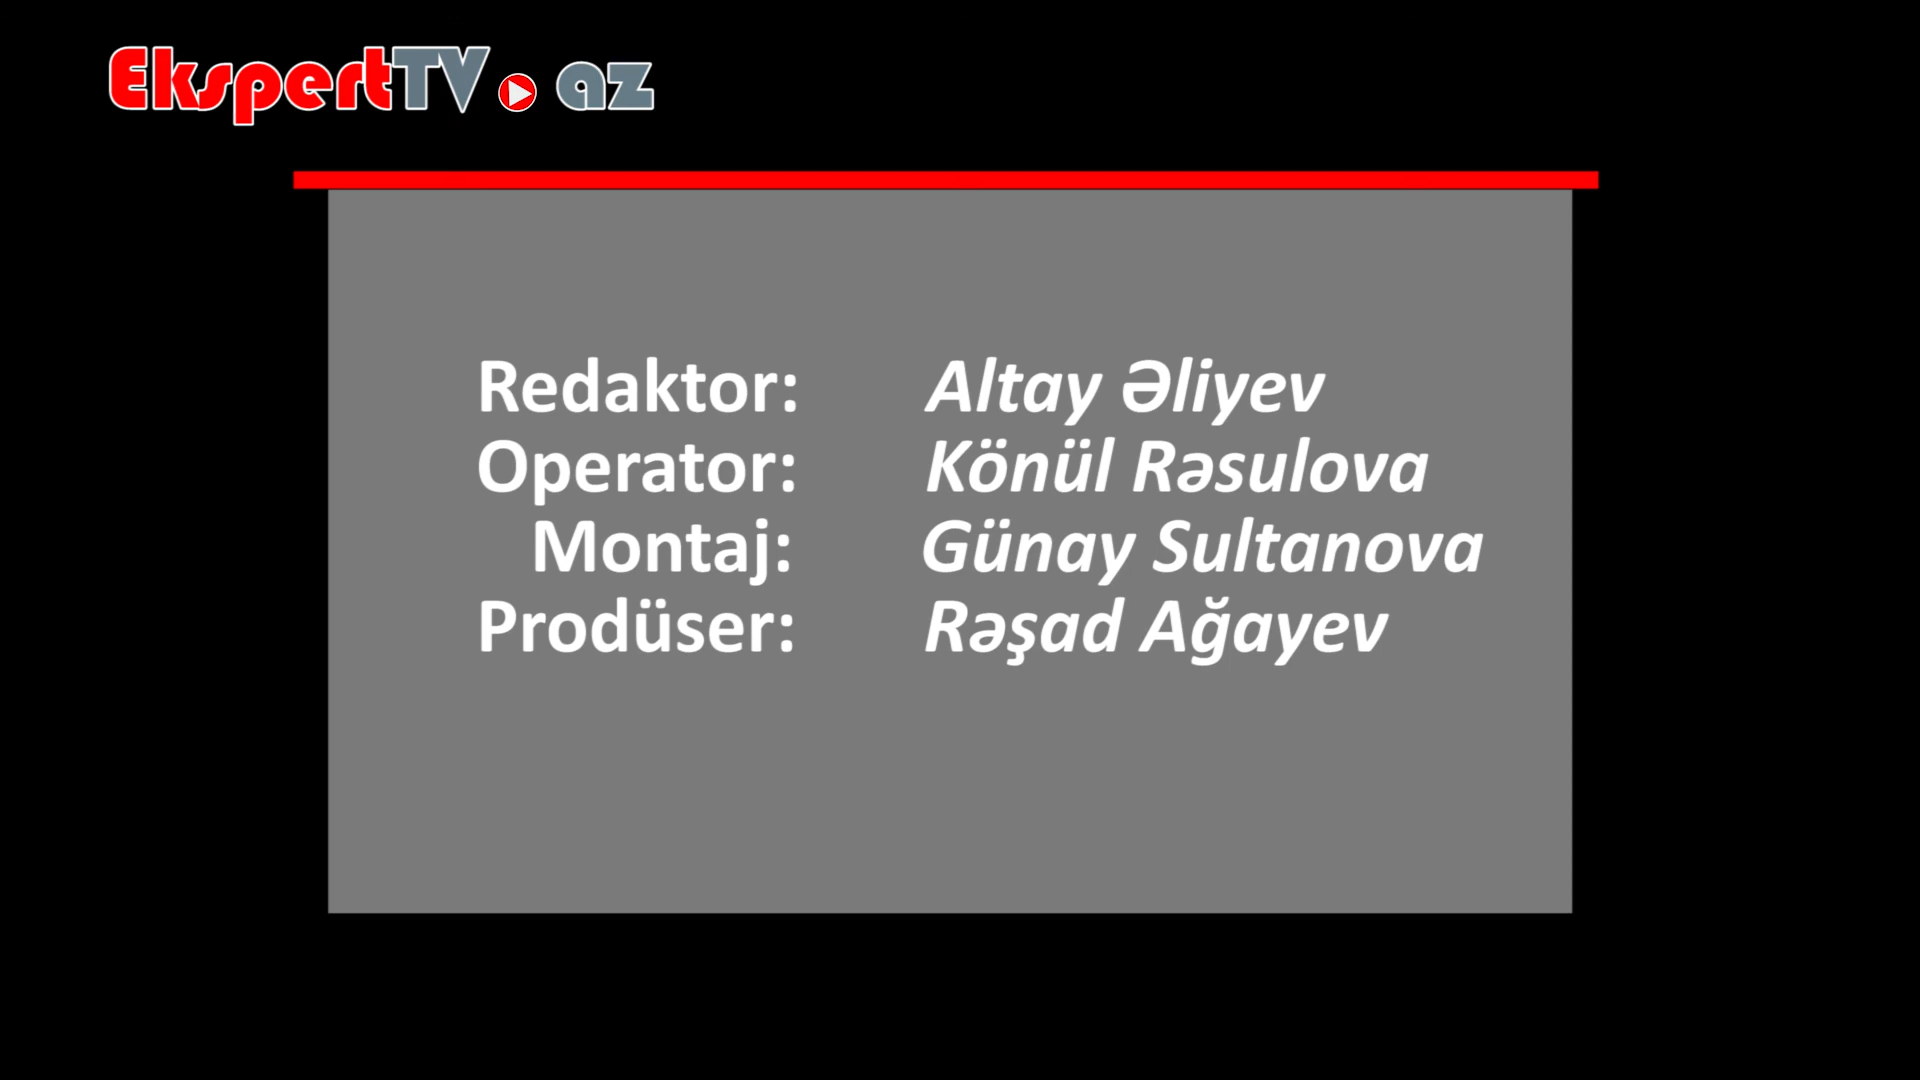 EkspertTV.az
Redaktor: Altay Əliyev
Operator: Könül Rəsulova
Montaj: Günay Sultanova
Prodüser: Rəşad Ağayev